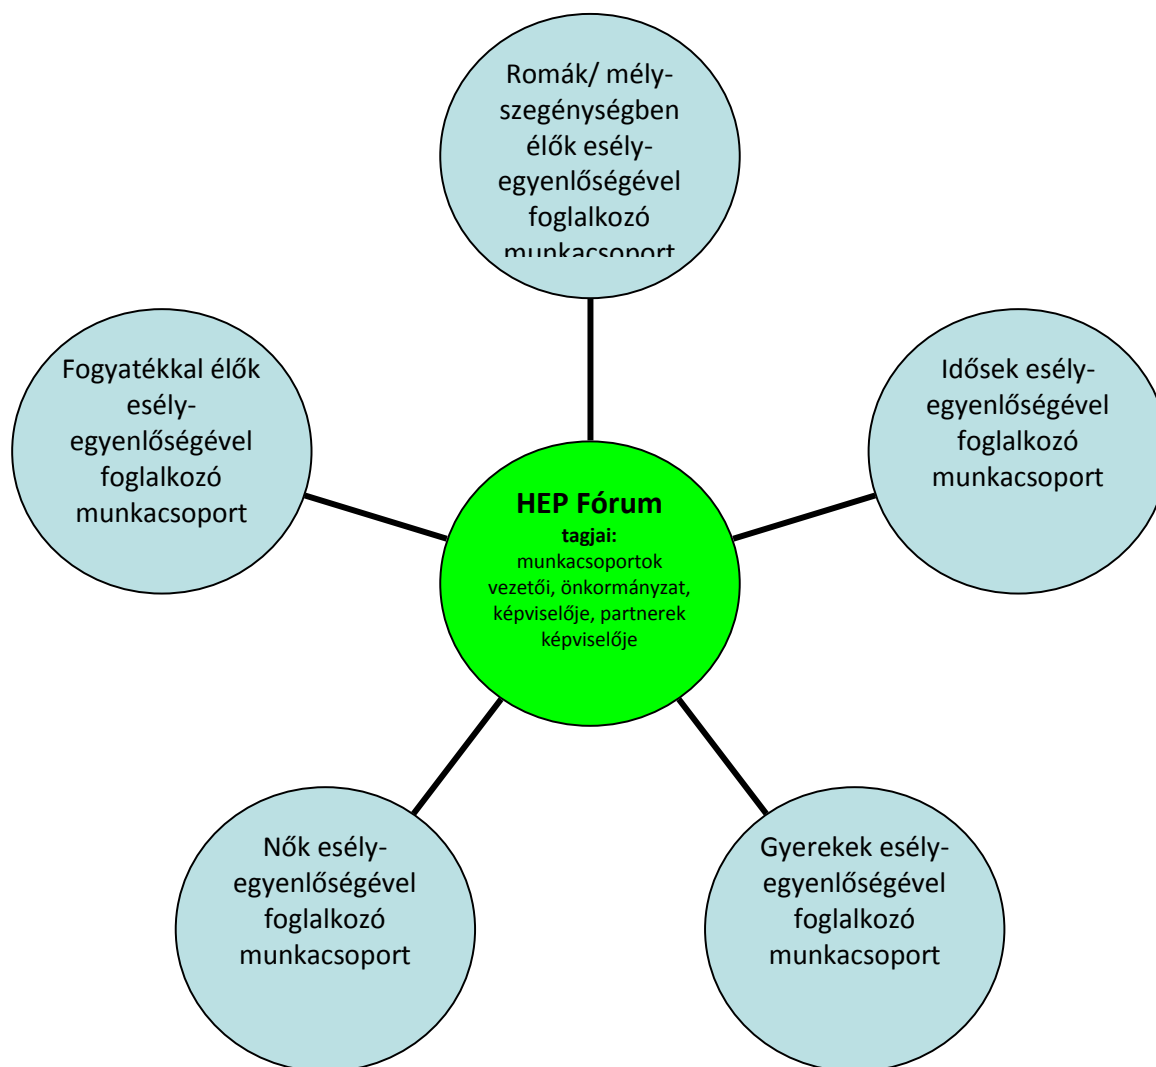 Romák/ mély-
szegénységben
élők esély-
egyenlőségével
foglalkozó
munkacsoport
Fogyatékkal élők
esély-
egyenlőségével
foglalkozó
munkacsoport
Idősek esély-
egyenlőségével
foglalkozó
munkacsoport
HEP Fórum
tagjai:
munkacsoportok
vezetői, önkormányzat,
képviselője, partnerek
képviselője
Nők esély-
egyenlőségével
foglalkozó
munkacsoport
Gyerekek esély-
egyenlőségével
foglalkozó
munkacsoport